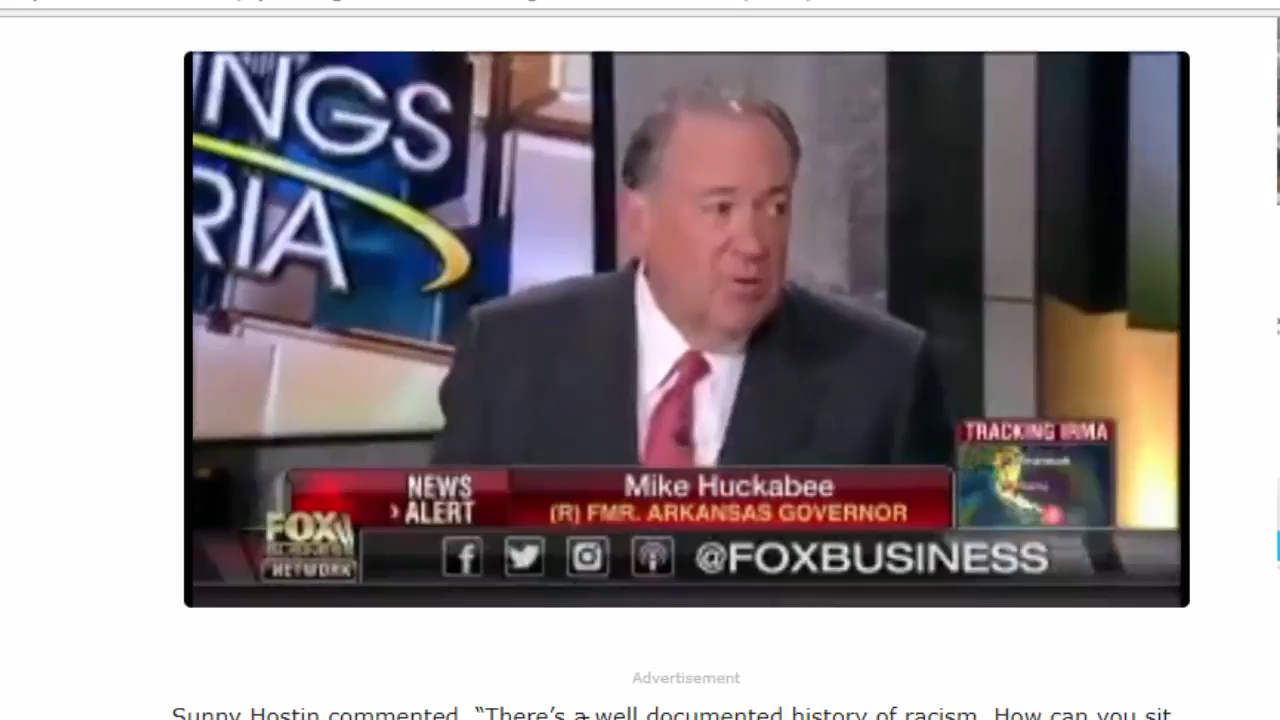 INGS
RIA
TRACKING IRMA
NEWS
› ALERT
Mike Huckabee
(R) FMR. ARKANSAS GOVERNOR
FOX
BUSINESS
NETWORK
@FOXBUSINESS
Advertisement
Sunny Hostin commented, “There’s a well documented history of racism. How can you sit